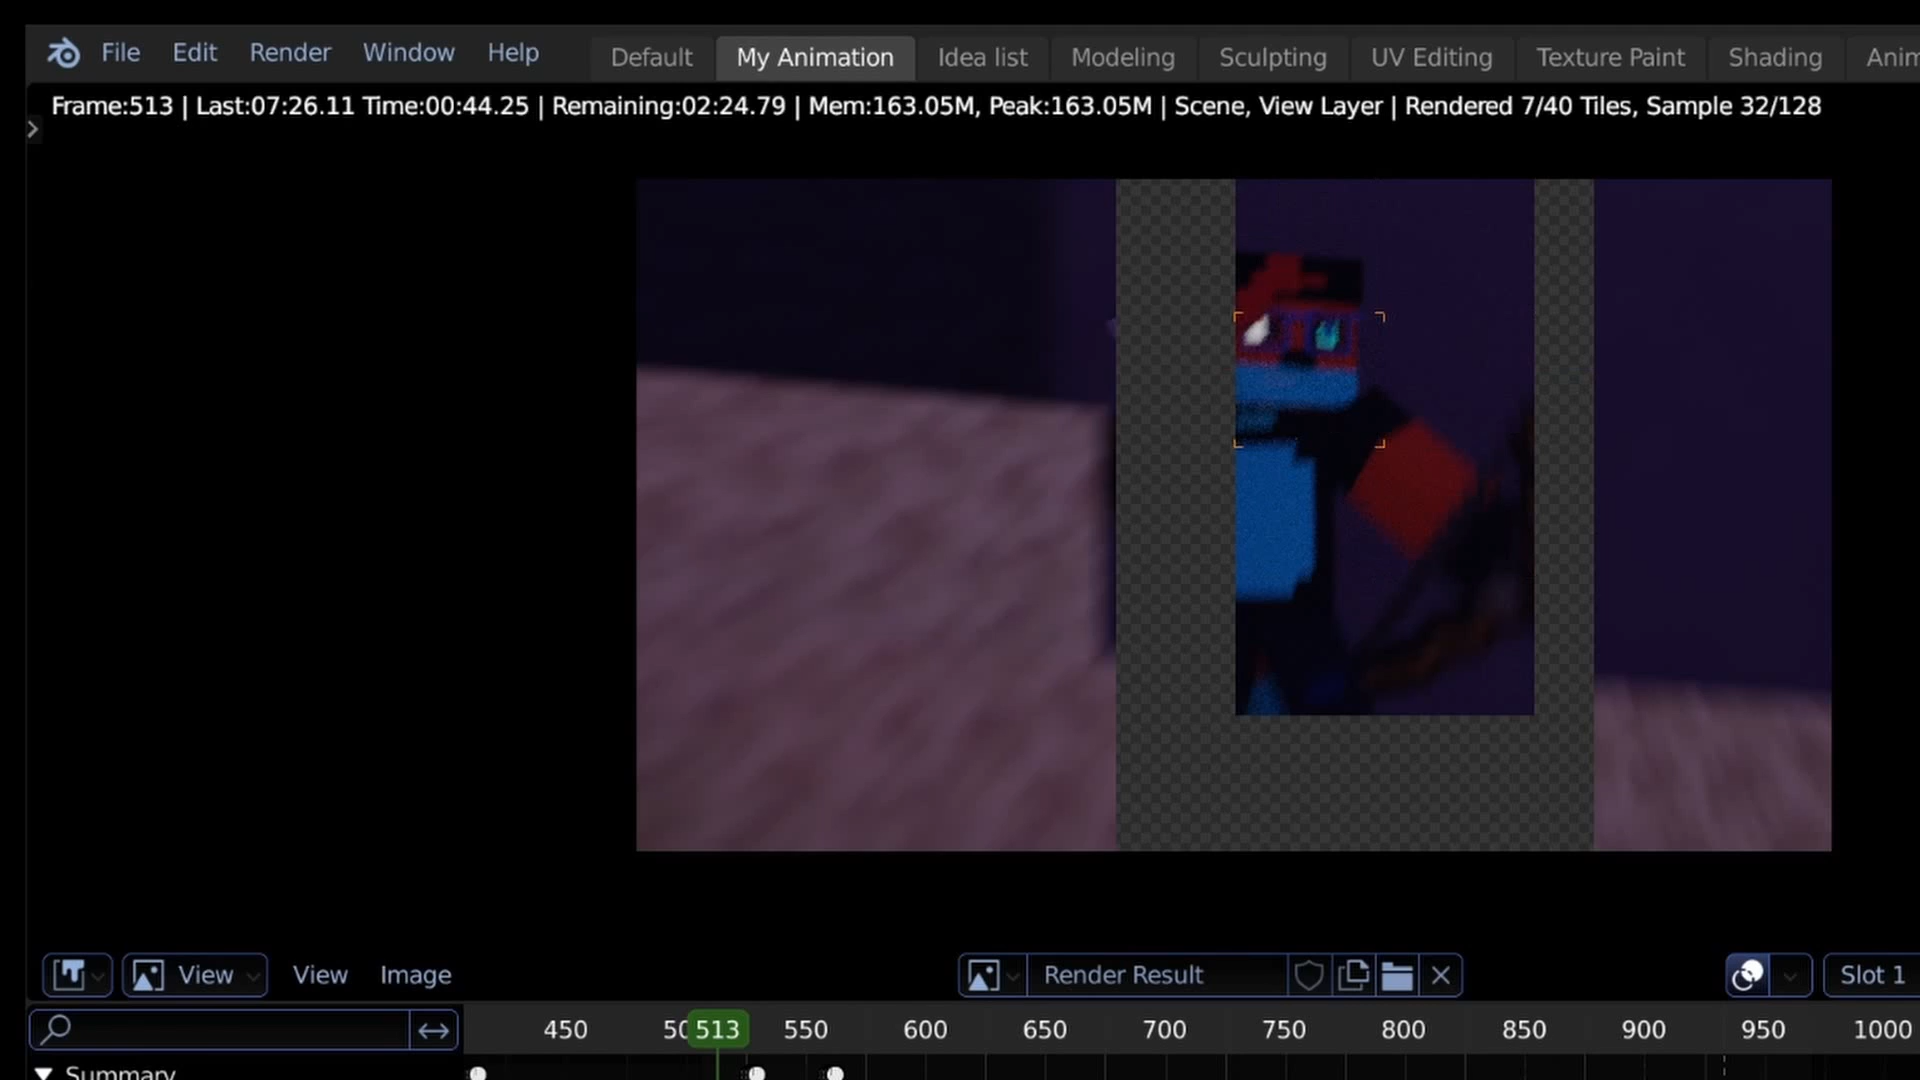 File Edit Render Window Help Default My Animation Idea list Modeling Sculpting UV Editing Texture Paint Shading Anim
Frame:513 | Last:07:26.11 Time:00:44.25 | Remaining:02:24.79 | Mem:163.05M, Peak:163.05M | Scene, View Layer | Rendered 7/40 Tiles, Sample 32/128
View View Image Render Result Slot 1
450 50 513 550 600 650 700 750 800 850 900 950 1000
Summary